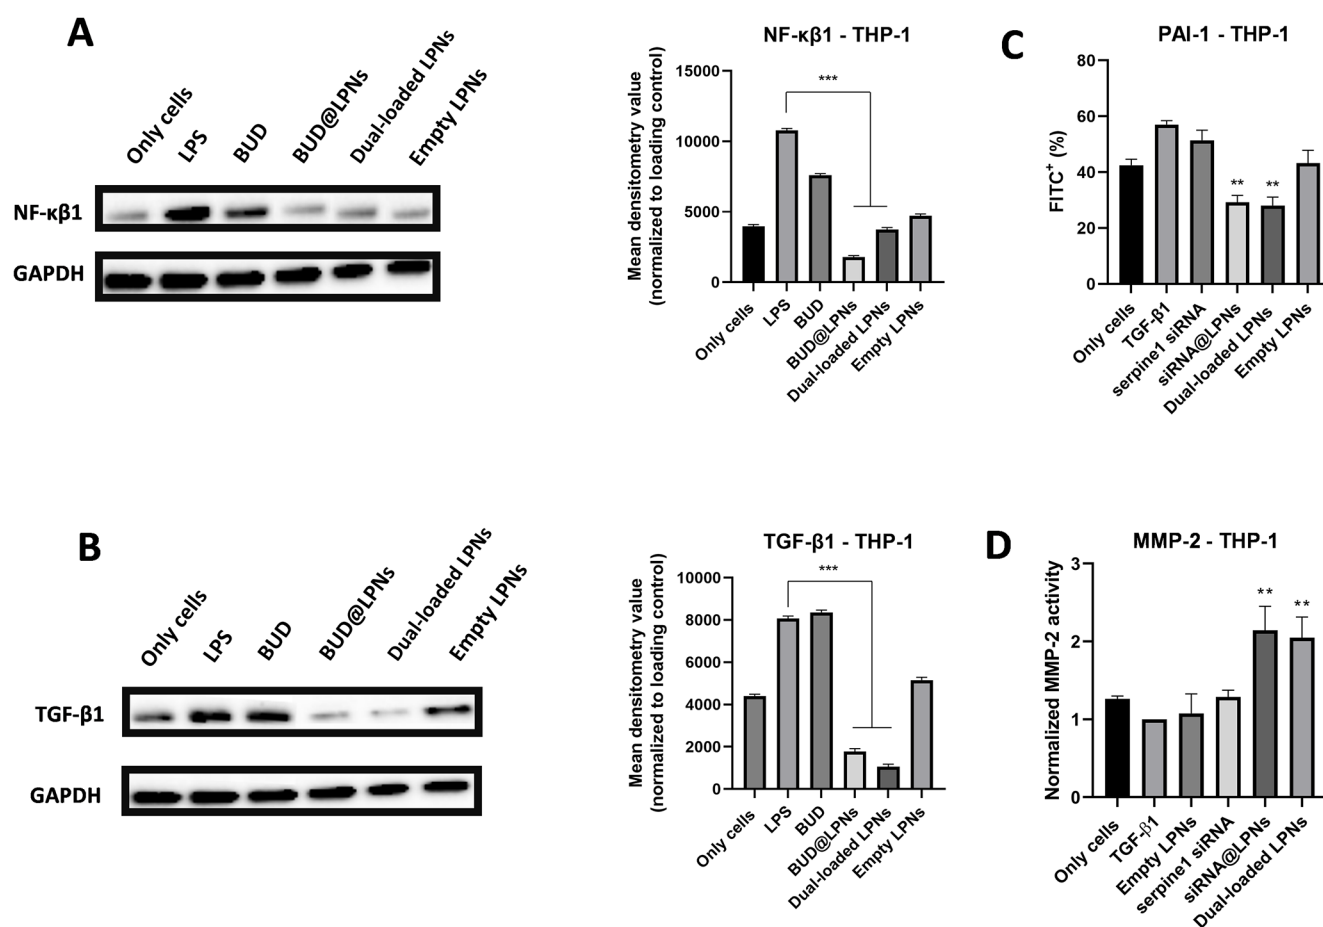 A
Only cells
LPS
BUD
BUD@LPNs
Dual-loaded LPNs
Empty LPNs
NF-κβ1
GAPDH
NF-κβ1 - THP-1
Mean densitometry value
(normalized to loading control)
15000
10000
5000
0
***
Only cells
LPS
BUD
BUD@LPNs
Dual-loaded LPNs
Empty LPNs
C
PAI-1 - THP-1
FITC⁺ (%)
80
60
40
20
0
**
**
Only cells
TGF-β1
serpine1 siRNA
siRNA@LPNs
Dual-loaded LPNs
Empty LPNs
B
Only cells
LPS
BUD
BUD@LPNs
Dual-loaded LPNs
Empty LPNs
TGF-β1
GAPDH
TGF-β1 - THP-1
Mean densitometry value
(normalized to loading control)
10000
8000
6000
4000
2000
0
***
Only cells
LPS
BUD
BUD@LPNs
Dual-loaded LPNs
Empty LPNs
D
MMP-2 - THP-1
Normalized MMP-2 activity
3
2
1
0
**
**
Only cells
TGF-β1
Empty LPNs
serpine1 siRNA
siRNA@LPNs
Dual-loaded LPNs